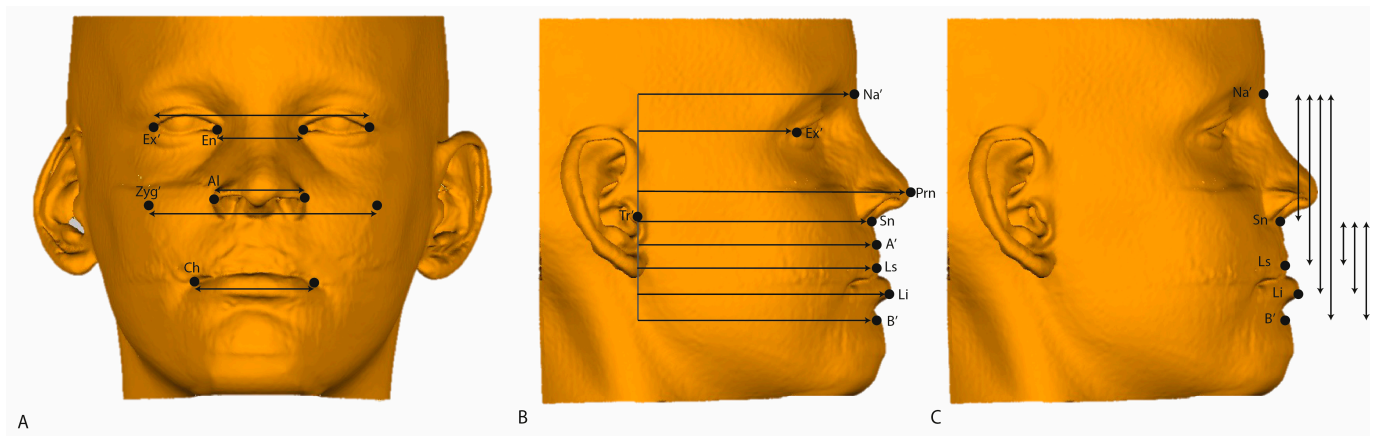 Ex’
En’
Zyg’
Al
Ch
A
Na’
Ex’
Prn
Tr’
Sn
A’
Ls
Li
B’
B
Na’
Sn
Ls
Li
B’
C